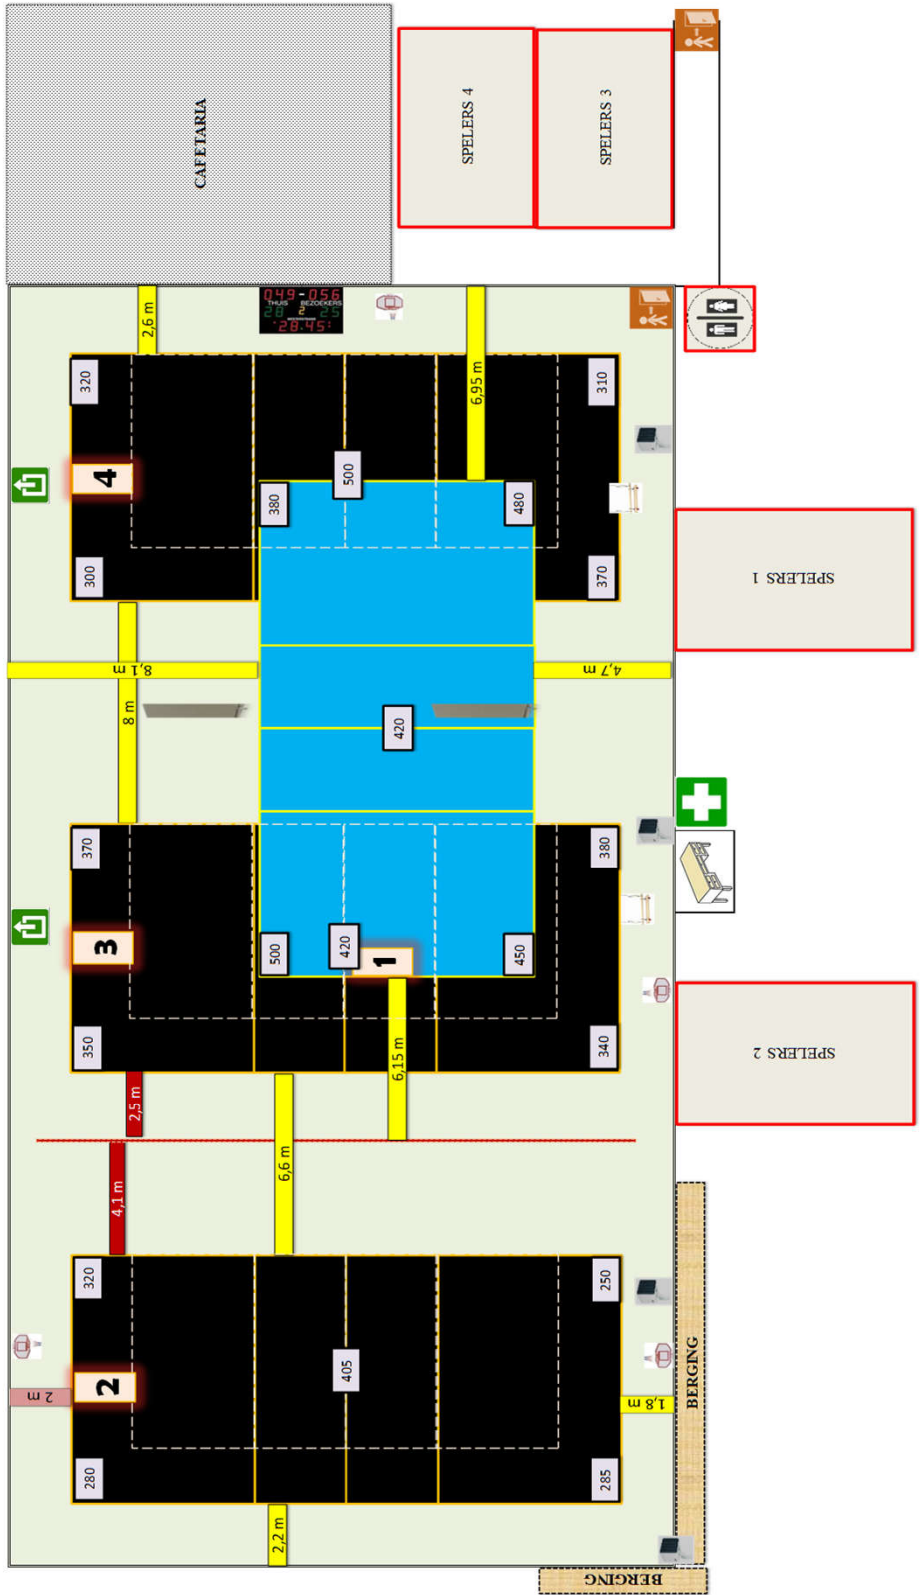 CAFETARIA
SPELERS 4
SPELERS 3
049-056
THUIS BEZOEKERS
28 2 25
28.45
2,6 m
6,95 m
320
310
4
500
380
480
300
370
SPELERS 1
8,1 m
4,7 m
8 m
420
370
380
3
500
420
1
450
350
340
SPELERS 2
2,5 m
6,15 m
4,1 m
6,6 m
320
250
405
2
2 m
1,8 m
BERGING
280
285
2,2 m
BERGING